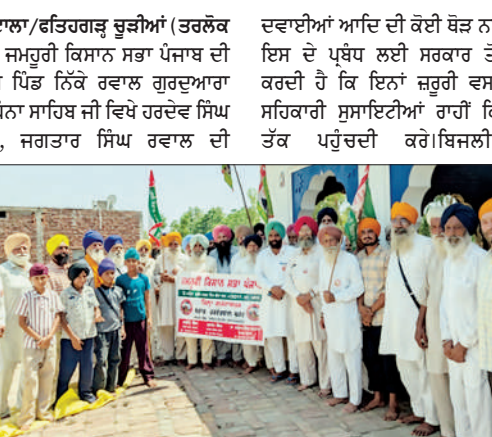 ਟਾਲਾ/ਫਤਿਹਗੜ੍ਹ ਚੂੜੀਆਂ (ਤਰਲੋਕ
ਜਮਹੂਰੀ ਕਿਸਾਨ ਸਭਾ ਪੰਜਾਬ ਦੀ
ਪਿੰਡ ਨਿੱਕੇ ਰਵਾਲ ਗੁਰਦੁਆਰਾ
ਸਾਹਿਬ ਜੀ ਵਿਖੇ ਹਰਦੇਵ ਸਿੰਘ
, ਜਗਤਾਰ ਸਿੰਘ ਰਵਾਲ ਦੀ
ਦਵਾਈਆਂ ਆਦਿ ਦੀ ਕੋਈ ਥੋੜ ਨ
ਇਸ ਦੇ ਪ੍ਰਬੰਧ ਲਈ ਸਰਕਾਰ ਤੋਂ
ਕਰਦੀ ਹੈ ਕਿ ਇਨਾਂ ਜ਼ਰੂਰੀ ਵਸ
ਸਹਿਕਾਰੀ ਸੁਸਾਇਟੀਆਂ ਰਾਹੀਂ ਕਿ
ਤੱਕ ਪਹੁੰਚਦੀ ਕਰੇ।ਬਿਜਲੀ
ਜਮਹੂਰੀ ਕਿਸਾਨ ਸਭਾ ਪੰਜਾਬ